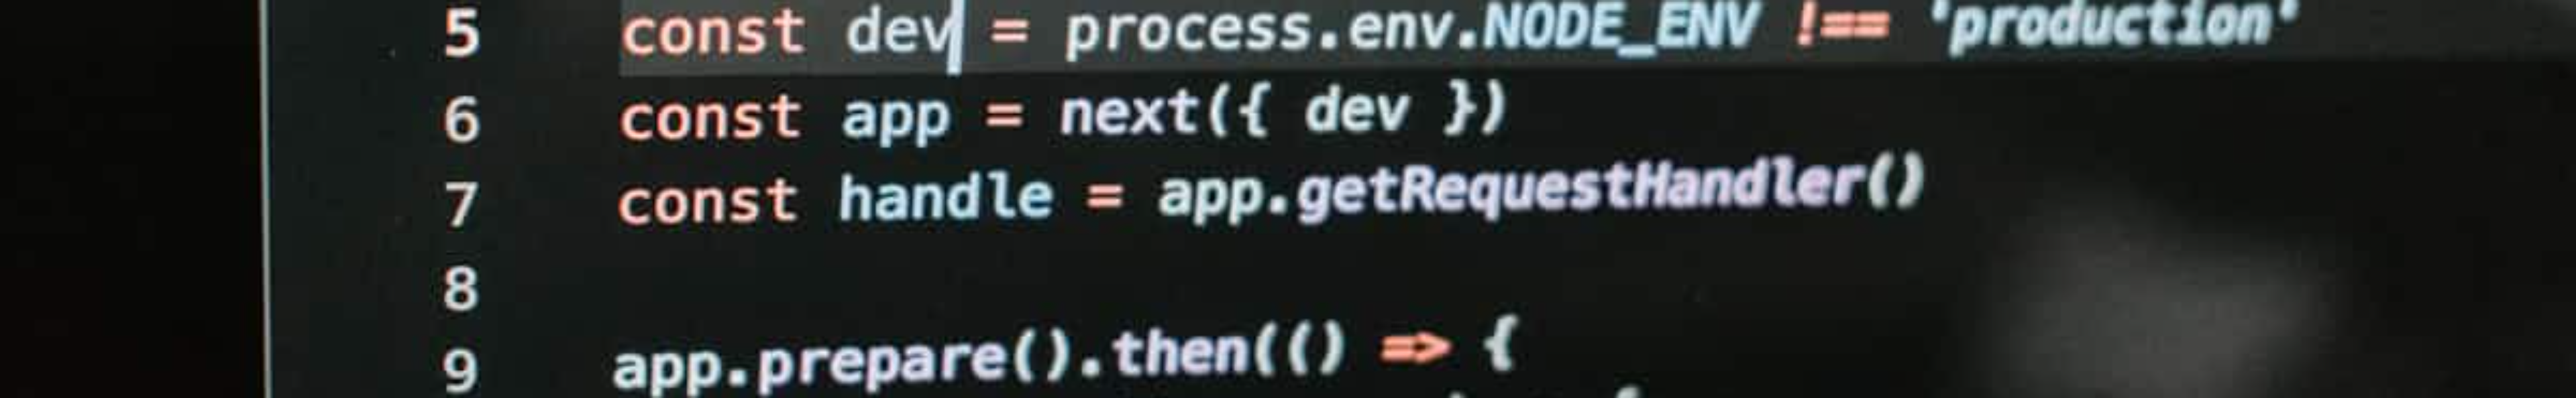 5 const dev = process.env.NODE_ENV !== 'production'
6 const app = next({ dev })
7 const handle = app.getRequestHandler()
8
9 app.prepare().then(() => {